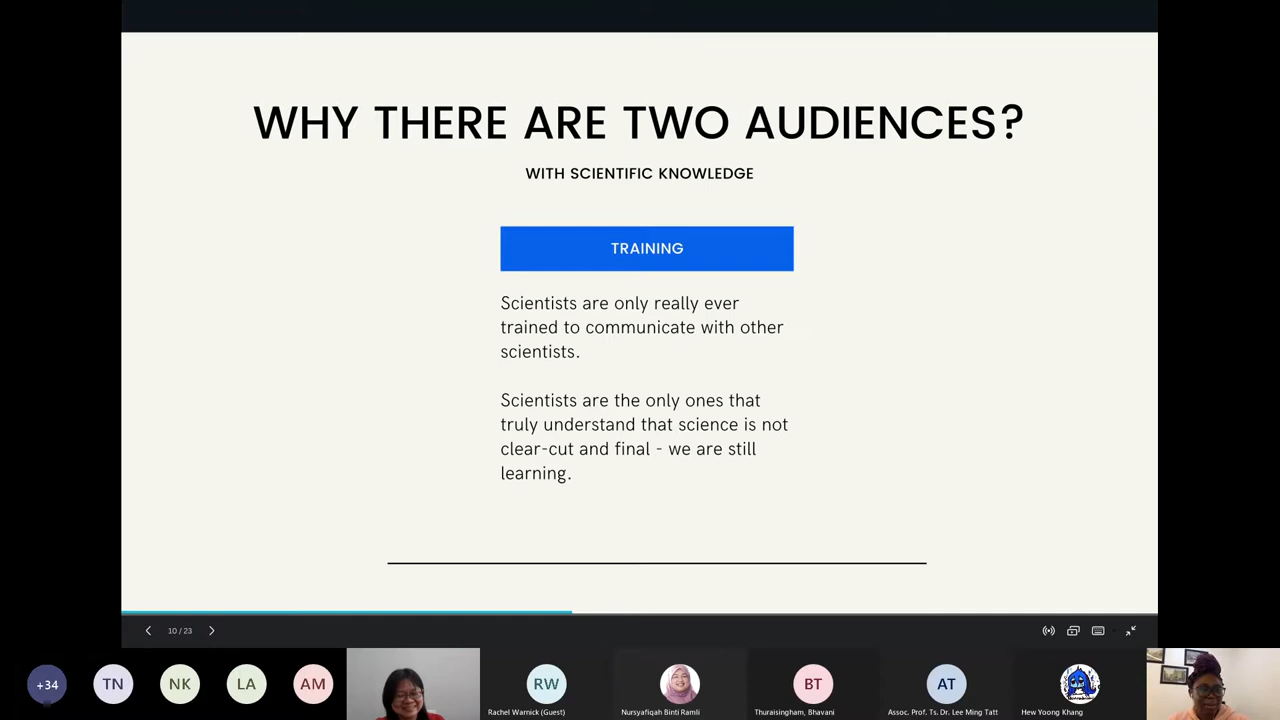 WHY THERE ARE TWO AUDIENCES?
WITH SCIENTIFIC KNOWLEDGE
TRAINING
Scientists are only really ever
trained to communicate with other
scientists.
Scientists are the only ones that
truly understand that science is not
clear-cut and final - we are still
learning.
10 / 23
+34
TN
NK
LA
AM
RW
BT
AT
Rachel Warnick (Guest)
Nursyafiqah Binti Ramli
Thuraisingham, Bhavani
Assoc. Prof. Ts. Dr. Lee Ming Tatt
Hew Yoong Khang